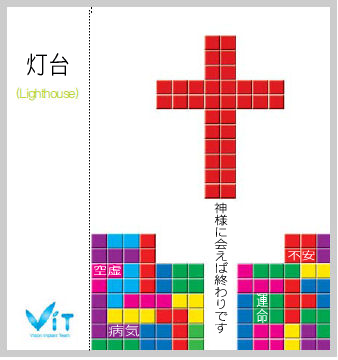 灯台
(Lighthouse)
神様に会えば終わりです
空虚
不安
運命
病気
ViT
Vision Implant Team